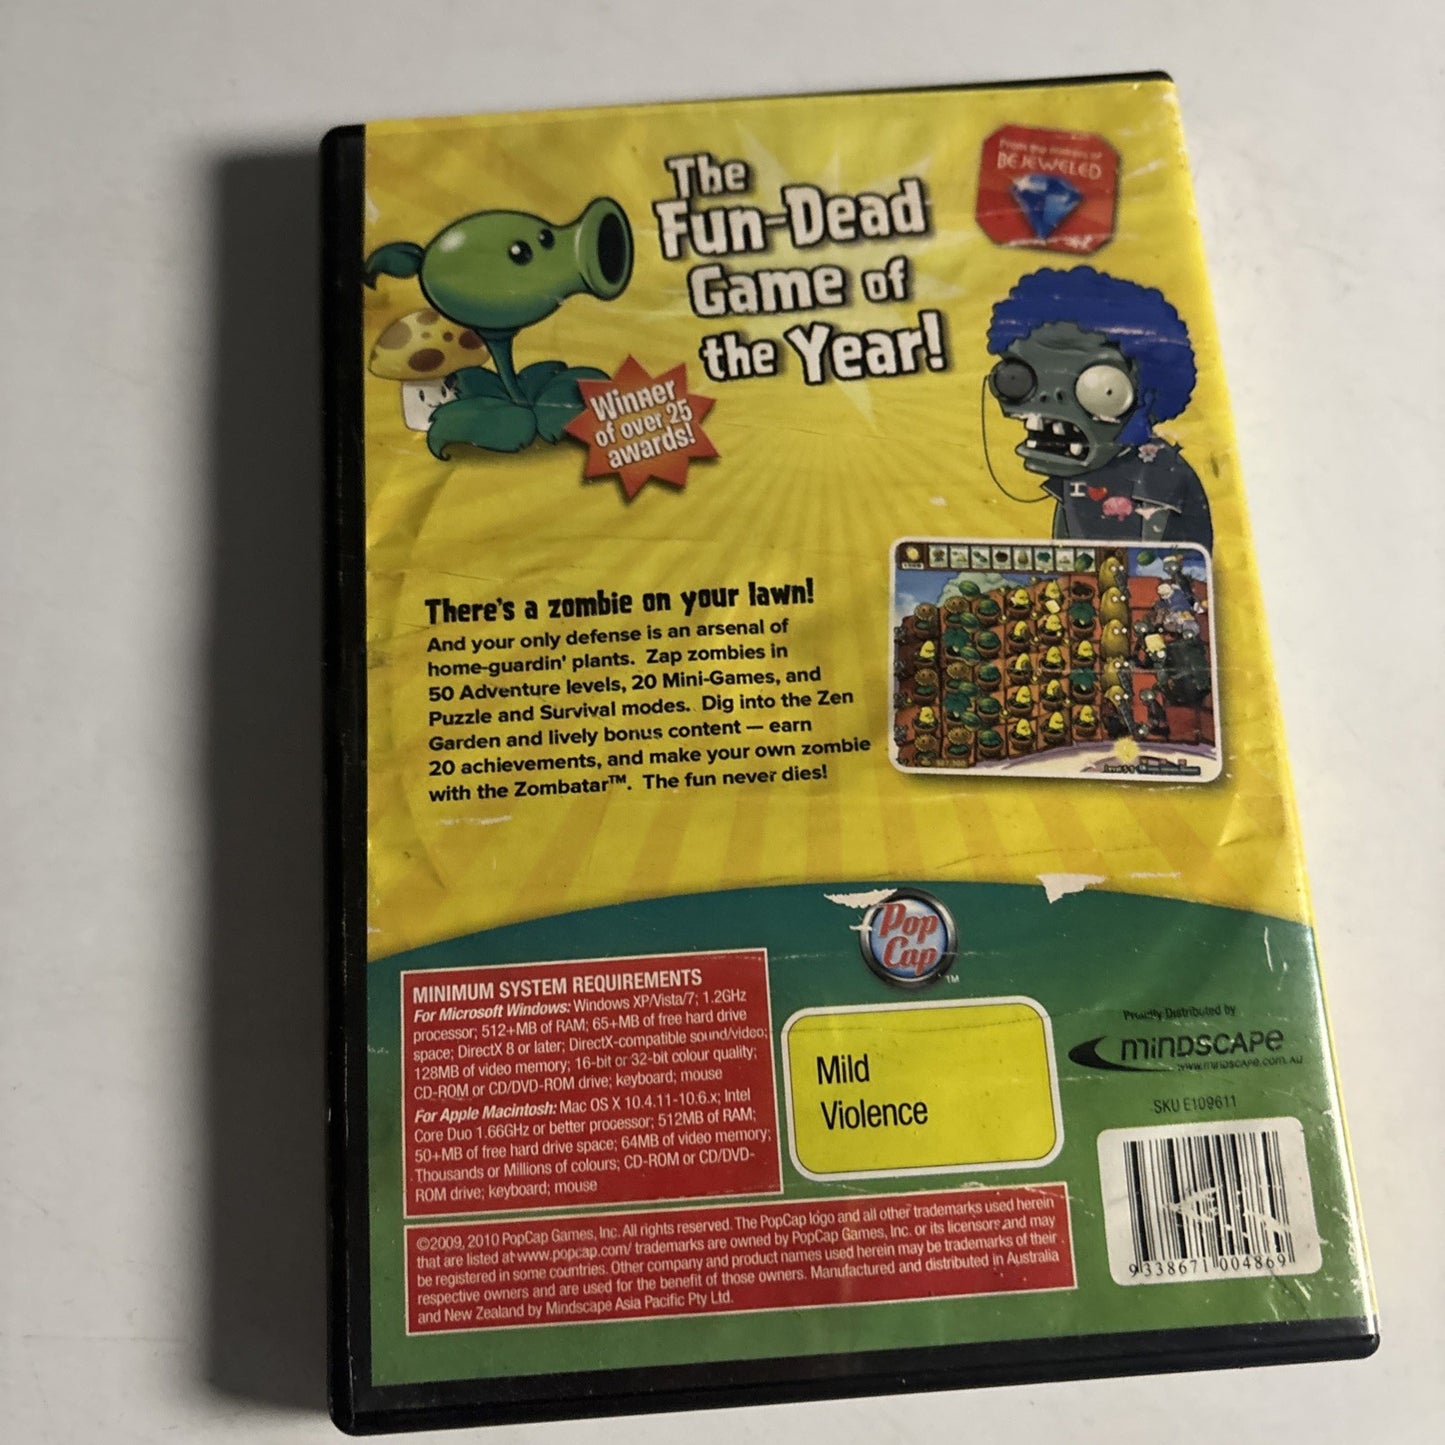 The
Fun-Dead
Game of
the Year!
From the makers of
BEJEWELED
Winner
of over 25
awards!
I
There's a zombie on your lawn!
And your only defense is an arsenal of
home-guardin' plants. Zap zombies in
50 Adventure levels, 20 Mini-Games, and
Puzzle and Survival modes. Dig into the Zen
Garden and lively bonus content — earn
20 achievements, and make your own zombie
with the Zombatar™. The fun never dies!
Pop
Cap
TM
MINIMUM SYSTEM REQUIREMENTS
For Microsoft Windows: Windows XP/Vista/7; 1.2GHz
processor; 512+MB of RAM; 65+MB of free hard drive
space; DirectX 8 or later; DirectX-compatible sound/video;
128MB of video memory; 16-bit or 32-bit colour quality;
CD-ROM or CD/DVD-ROM drive; keyboard; mouse
For Apple Macintosh: Mac OS X 10.4.11-10.6.x; Intel
Core Duo 1.66GHz or better processor; 512MB of RAM;
50+MB of free hard drive space; 64MB of video memory;
Thousands or Millions of colours; CD-ROM or CD/DVD-
ROM drive; keyboard; mouse
Mild
Violence
Proudly Distributed by
mINDSCAPE
www.mindscape.com.au
SKU E109611
9 338671 004869
©2009, 2010 PopCap Games, Inc. All rights reserved. The PopCap logo and all other trademarks used herein
that are listed at www.popcap.com/ trademarks are owned by PopCap Games, Inc. or its licensors and may
be registered in some countries. Other company and product names used herein may be trademarks of their
respective owners and are used for the benefit of those owners. Manufactured and distributed in Australia
and New Zealand by Mindscape Asia Pacific Pty Ltd.